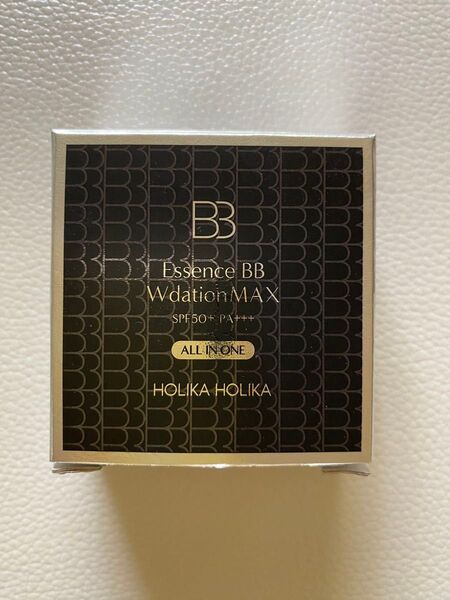 BB
Essence BB
WdationMAX
SPF50+ PA+++
ALL IN ONE
HOLIKA HOLIKA